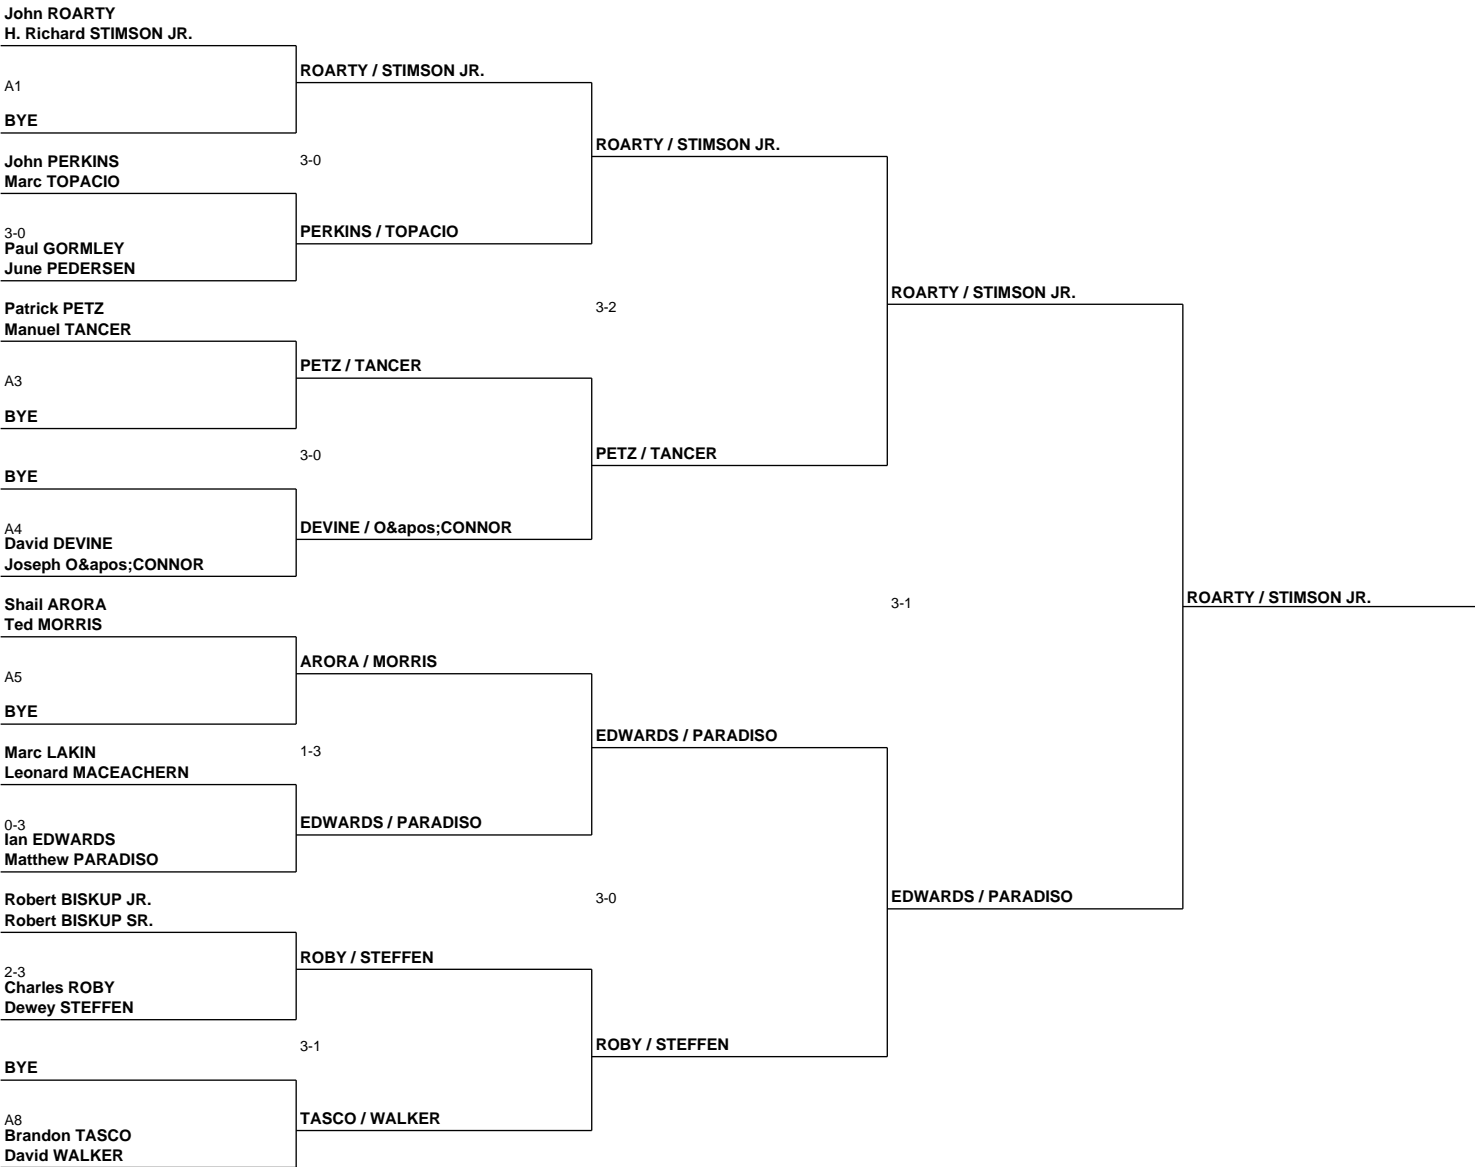 John ROARTY
H. Richard STIMSON JR.
ROARTY / STIMSON JR.
A1
BYE
ROARTY / STIMSON JR.
John PERKINS
3-0
Marc TOPACIO
3-0
PERKINS / TOPACIO
Paul GORMLEY
June PEDERSEN
ROARTY / STIMSON JR.
Patrick PETZ
3-2
Manuel TANCER
PETZ / TANCER
A3
BYE
3-0
PETZ / TANCER
BYE
A4
DEVINE / O&apos;CONNOR
David DEVINE
Joseph O&apos;CONNOR
Shail ARORA
3-1
ROARTY / STIMSON JR.
Ted MORRIS
ARORA / MORRIS
A5
BYE
EDWARDS / PARADISO
Marc LAKIN
1-3
Leonard MACEACHERN
0-3
EDWARDS / PARADISO
Ian EDWARDS
Matthew PARADISO
Robert BISKUP JR.
3-0
EDWARDS / PARADISO
Robert BISKUP SR.
ROBY / STEFFEN
2-3
Charles ROBY
Dewey STEFFEN
3-1
ROBY / STEFFEN
BYE
A8
TASCO / WALKER
Brandon TASCO
David WALKER